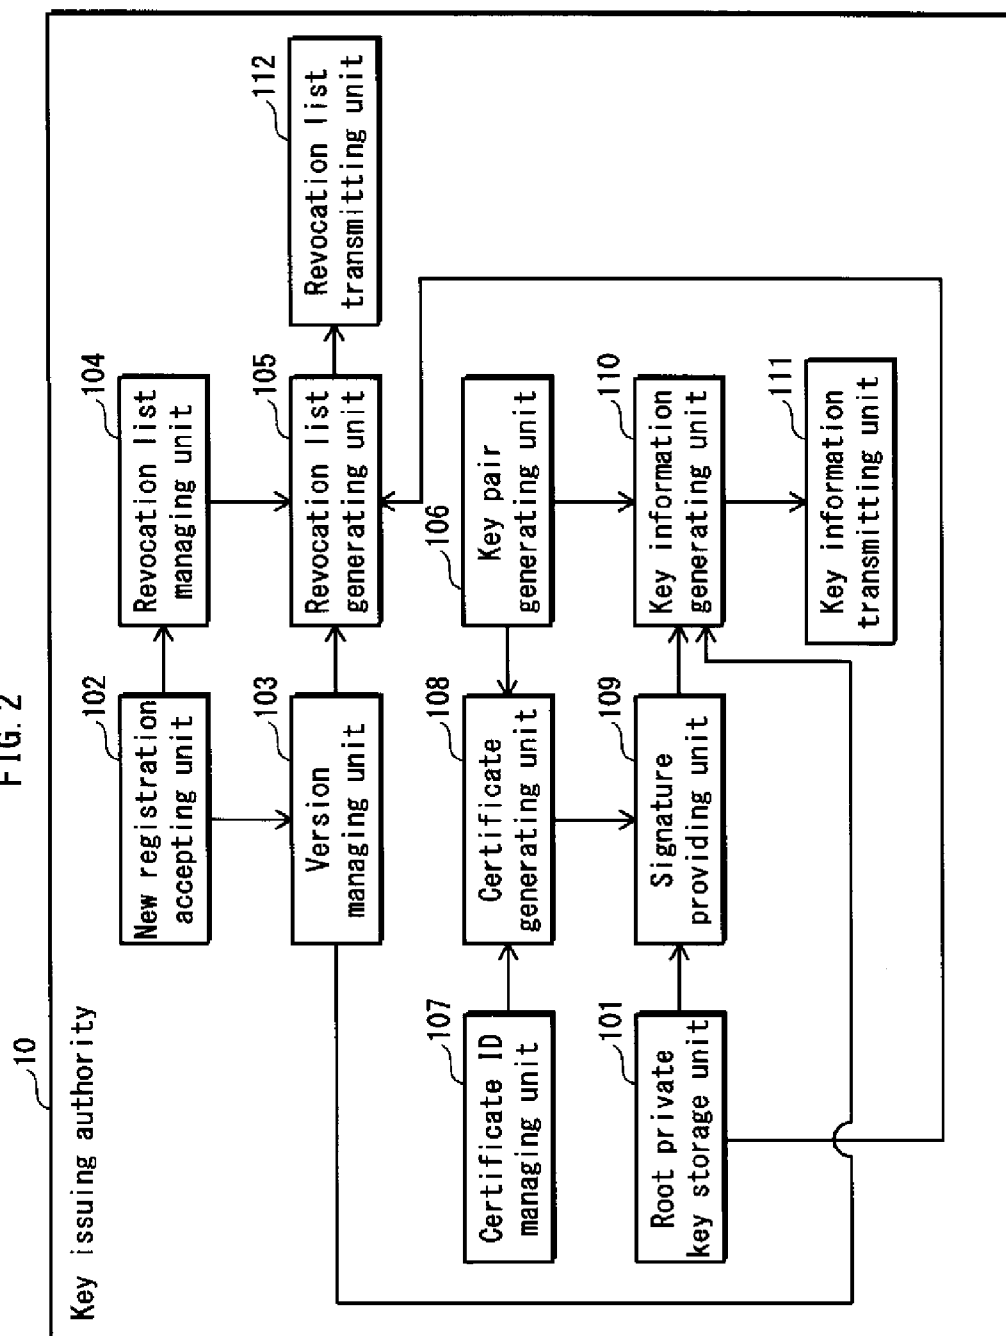 FIG. 2
10
Key issuing authority
102
New registration
accepting unit
104
Revocation list
managing unit
103
Version
managing unit
105
Revocation list
generating unit
112
Revocation list
transmitting unit
107
Certificate ID
managing unit
108
Certificate
generating unit
106
Key pair
generating unit
101
Root private
key storage unit
109
Signature
providing unit
110
Key information
generating unit
111
Key information
transmitting unit